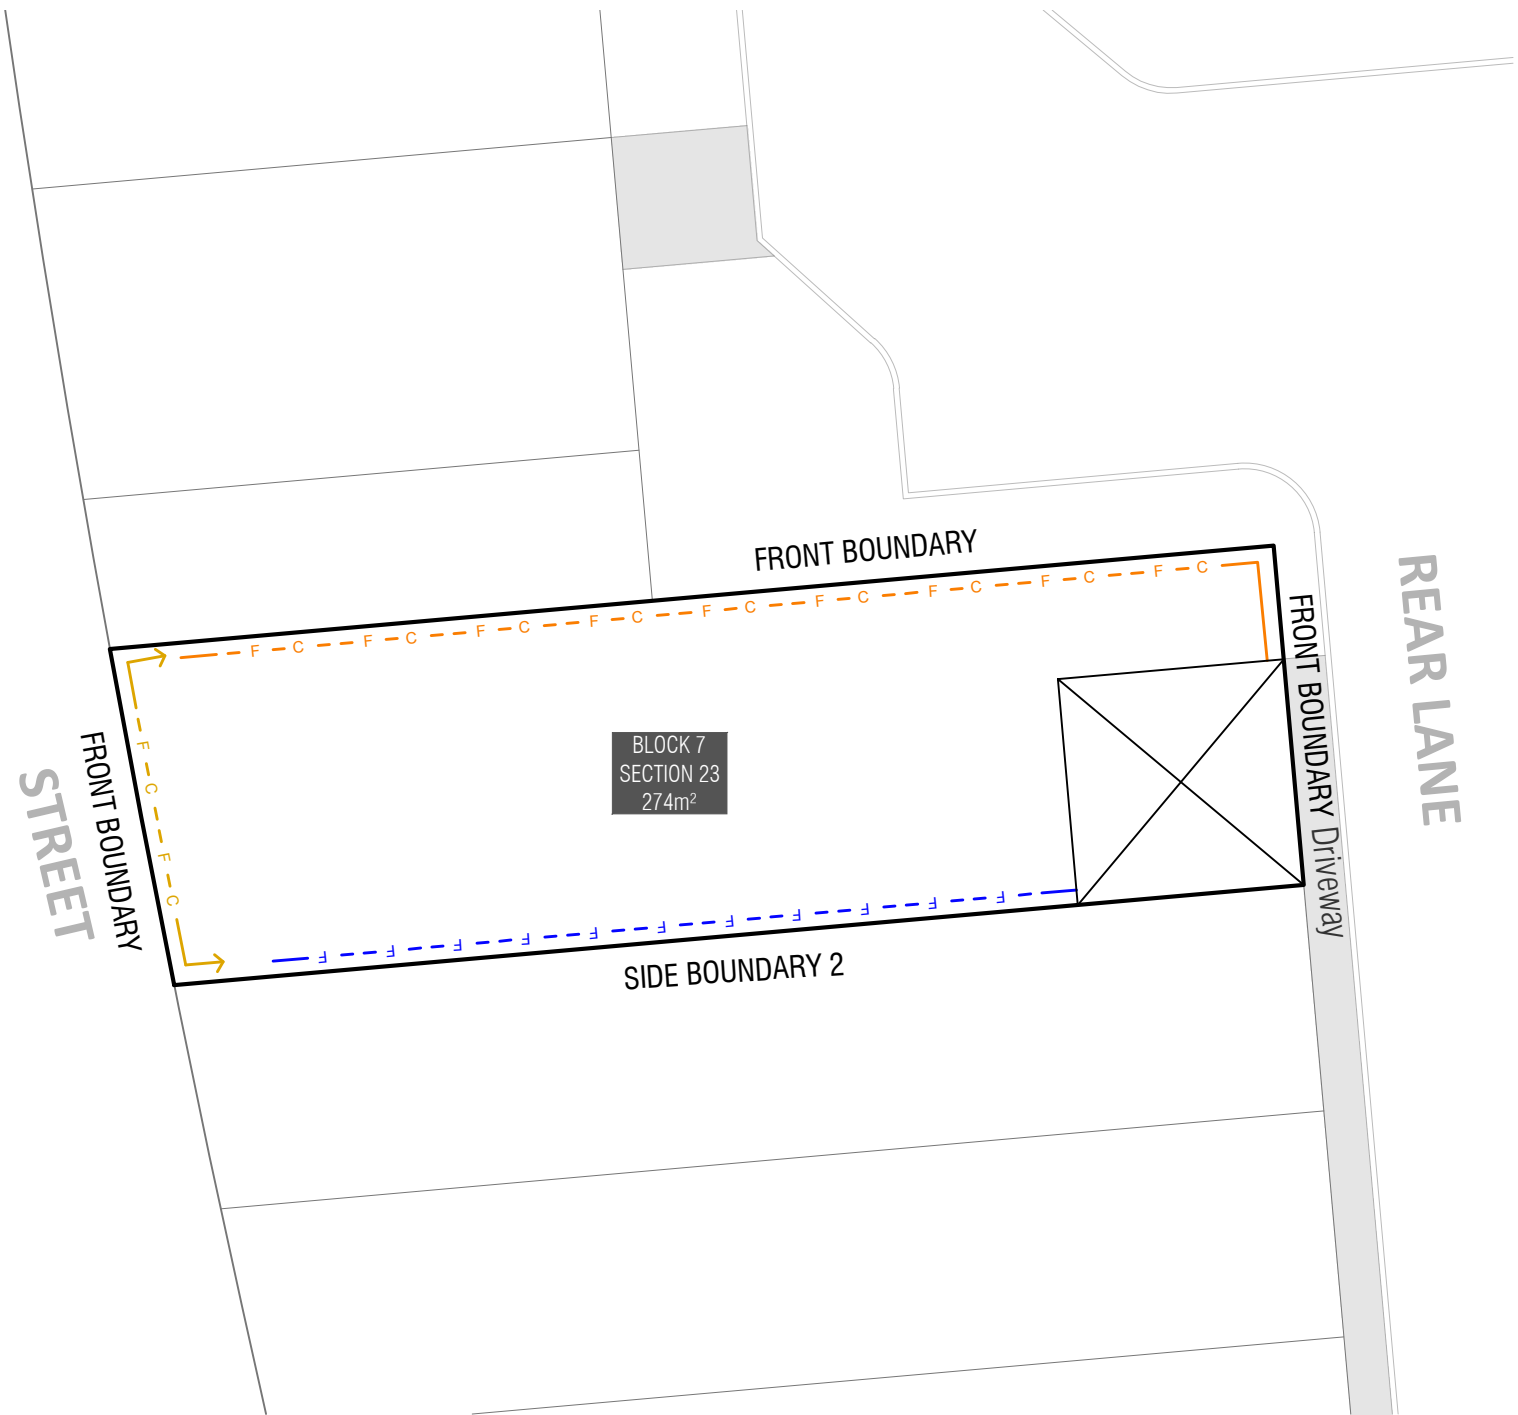 FRONT BOUNDARY
F C F C F C F C F C F C F C F C F C
FRONT BOUNDARY
REAR LANE
BLOCK 7
SECTION 23
274m²
STREET
FRONT BOUNDARY
F C F C
Driveway
F F F F F F F F F F F
SIDE BOUNDARY 2